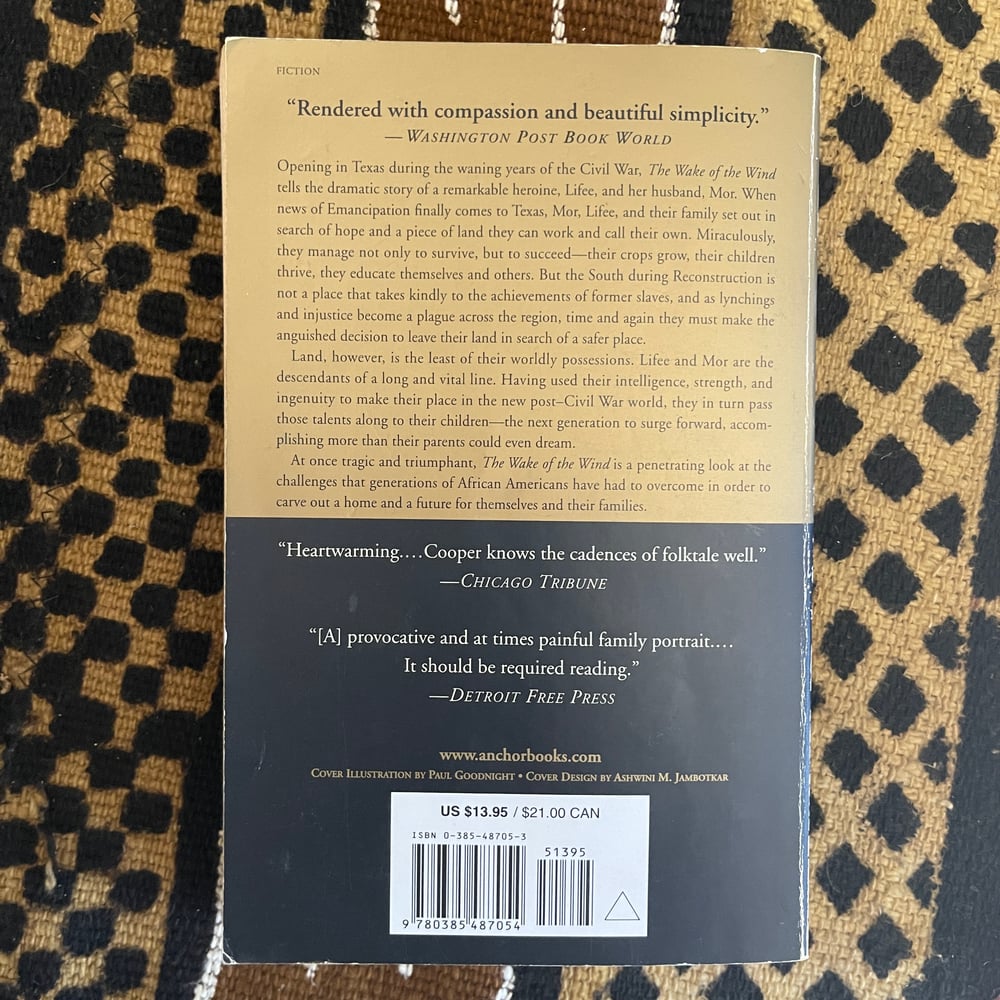 FICTION
“Rendered with compassion and beautiful simplicity.”
—WASHINGTON POST BOOK WORLD
Opening in Texas during the waning years of the Civil War, The Wake of the Wind
tells the dramatic story of a remarkable heroine, Lifee, and her husband, Mor. When
news of Emancipation finally comes to Texas, Mor, Lifee, and their family set out in
search of hope and a piece of land they can work and call their own. Miraculously,
they manage not only to survive, but to succeed—their crops grow, their children
thrive, they educate themselves and others. But the South during Reconstruction is
not a place that takes kindly to the achievements of former slaves, and as lynchings
and injustice become a plague across the region, time and again they must make the
anguished decision to leave their land in search of a safer place.
Land, however, is the least of their worldly possessions. Lifee and Mor are the
descendants of a long and vital line. Having used their intelligence, strength, and
ingenuity to make their place in the new post–Civil War world, they in turn pass
those talents along to their children—the next generation to surge forward, accom-
plishing more than their parents could even dream.
At once tragic and triumphant, The Wake of the Wind is a penetrating look at the
challenges that generations of African Americans have had to overcome in order to
carve out a home and a future for themselves and their families.
“Heartwarming....Cooper knows the cadences of folktale well.”
—CHICAGO TRIBUNE
“[A] provocative and at times painful family portrait....
It should be required reading.”
—DETROIT FREE PRESS
www.anchorbooks.com
COVER ILLUSTRATION BY PAUL GOODNIGHT • COVER DESIGN BY ASHWINI M. JAMBOTKAR
US $13.95 / $21.00 CAN
ISBN 0-385-48705-3
51395
9 780385 487054